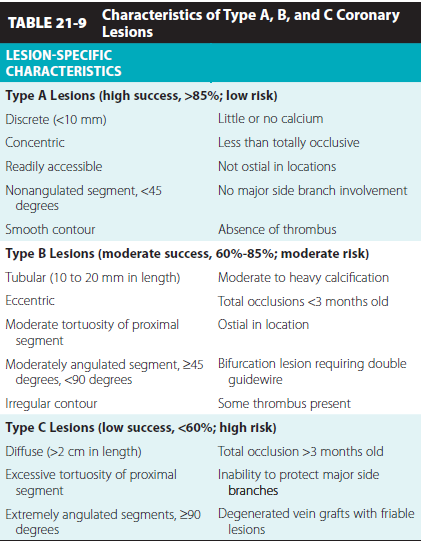 TABLE 21-9
Characteristics of Type A, B, and C Coronary
Lesions
LESION-SPECIFIC
CHARACTERISTICS
Type A Lesions (high success, >85%; low risk)
Discrete (<10 mm)
Little or no calcium
Concentric
Less than totally occlusive
Readily accessible
Not ostial in locations
Nonangulated segment, <45
degrees
No major side branch involvement
Smooth contour
Absence of thrombus
Type B Lesions (moderate success, 60%-85%; moderate risk)
Tubular (10 to 20 mm in length)
Moderate to heavy calcification
Eccentric
Total occlusions <3 months old
Moderate tortuosity of proximal
segment
Ostial in location
Moderately angulated segment, ≥45
degrees, <90 degrees
Bifurcation lesion requiring double
guidewire
Irregular contour
Some thrombus present
Type C Lesions (low success, <60%; high risk)
Diffuse (>2 cm in length)
Total occlusion >3 months old
Excessive tortuosity of proximal
segment
Inability to protect major side
branches
Extremely angulated segments, ≥90
degrees
Degenerated vein grafts with friable
lesions